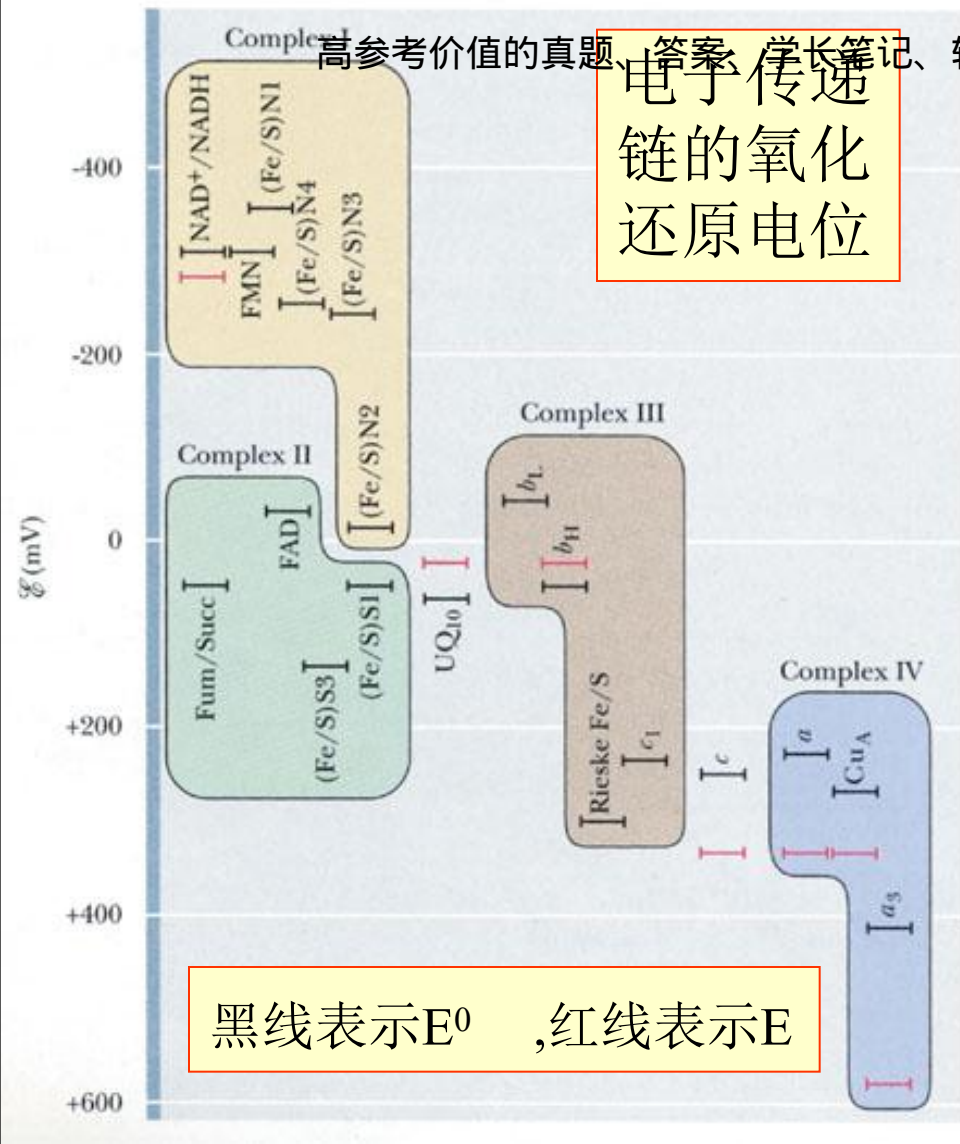 Complex I
高参考价值的真题、答案、学长笔记、
电子传递
链的氧化
还原电位
-400
-200
0
+200
+400
+600
ℰ (mV)
NAD⁺/NADH
(Fe/S)N1
FMN
(Fe/S)N4
(Fe/S)N3
(Fe/S)N2
Complex II
Fum/Succ
FAD
(Fe/S)S3
(Fe/S)S1
UQ₁₀
Complex III
b_L
b_H
Rieske Fe/S
c₁
c
Complex IV
a
Cu_A
a₃
黑线表示E⁰ ,红线表示E